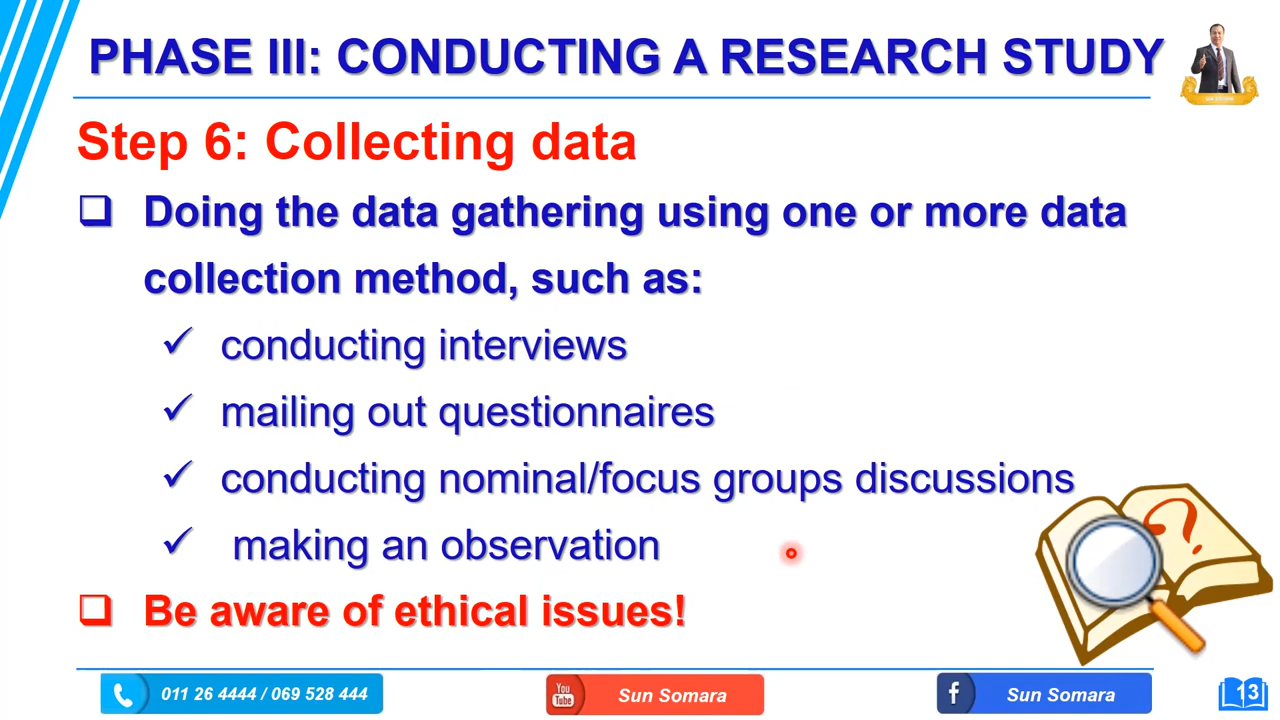 PHASE III: CONDUCTING A RESEARCH STUDY
Step 6: Collecting data
Doing the data gathering using one or more data
collection method, such as:
conducting interviews
mailing out questionnaires
conducting nominal/focus groups discussions
making an observation
Be aware of ethical issues!
011 26 4444 / 069 528 444
You
Tube
Sun Somara
f
Sun Somara
13